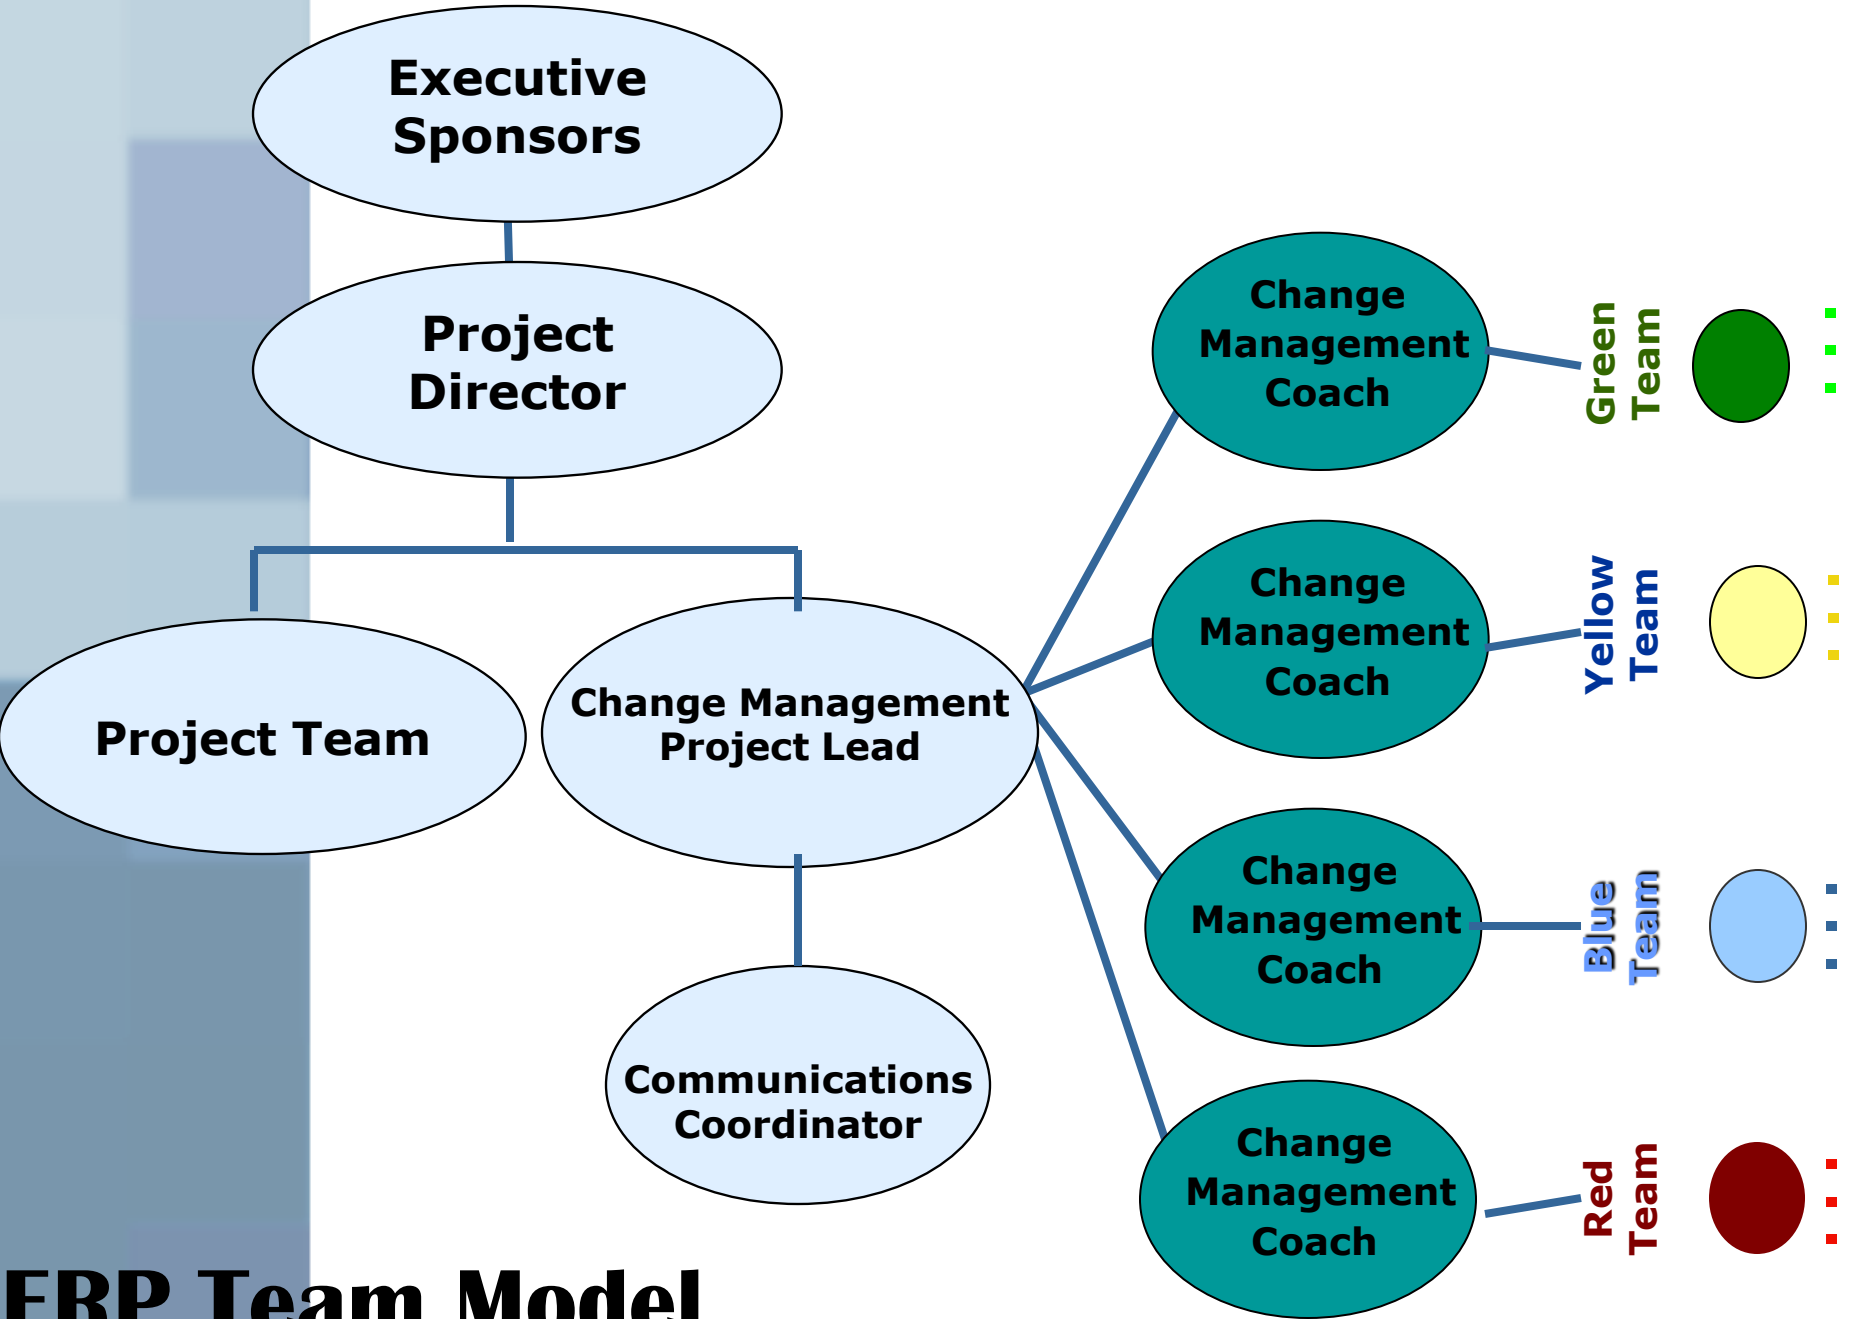 Executive
Sponsors
Project
Director
Project Team
Change Management
Project Lead
Communications
Coordinator
Change
Management
Coach
Green
Team
Change
Management
Coach
Yellow
Team
Change
Management
Coach
Blue
Team
Change
Management
Coach
Red
Team
ERP Team Model